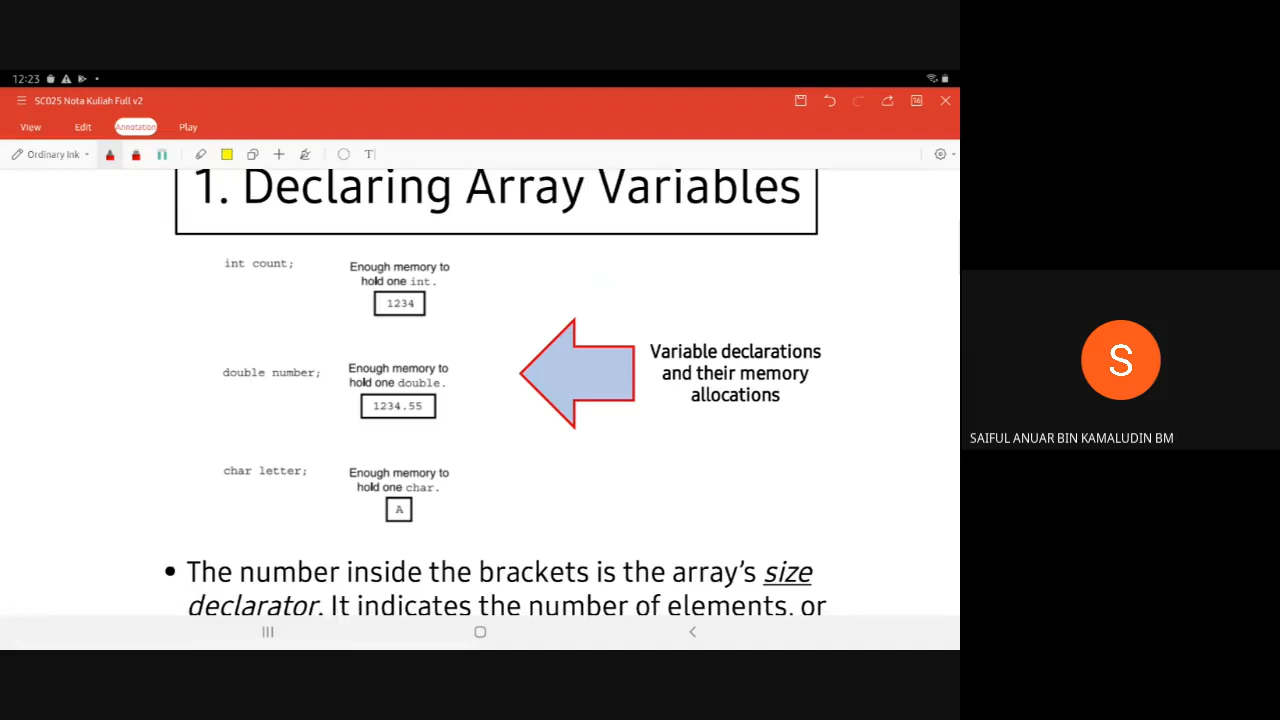 12:23
SC025 Nota Kuliah Full v2
View Edit Annotation Play
Ordinary Ink
1. Declaring Array Variables
int count;
Enough memory to
hold one int.
1234
double number;
Enough memory to
hold one double.
1234.55
char letter;
Enough memory to
hold one char.
A
Variable declarations
and their memory
allocations
• The number inside the brackets is the array’s size
declarator. It indicates the number of elements, or
S
SAIFUL ANUAR BIN KAMALUDIN BM